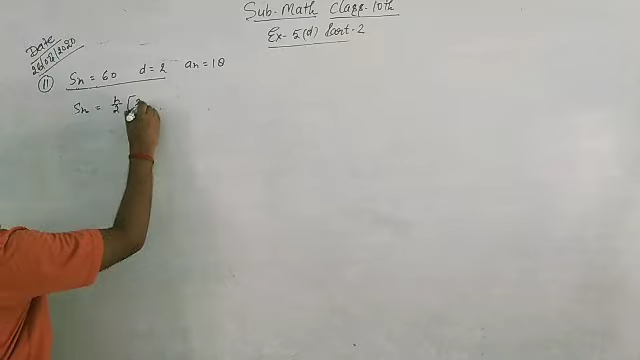 Sub-Math Class-10th
Ex-5(d) Part-2
Date
26/08/2020
11 Sn = 60 d = 2 an = 18
Sn = n/2 [2